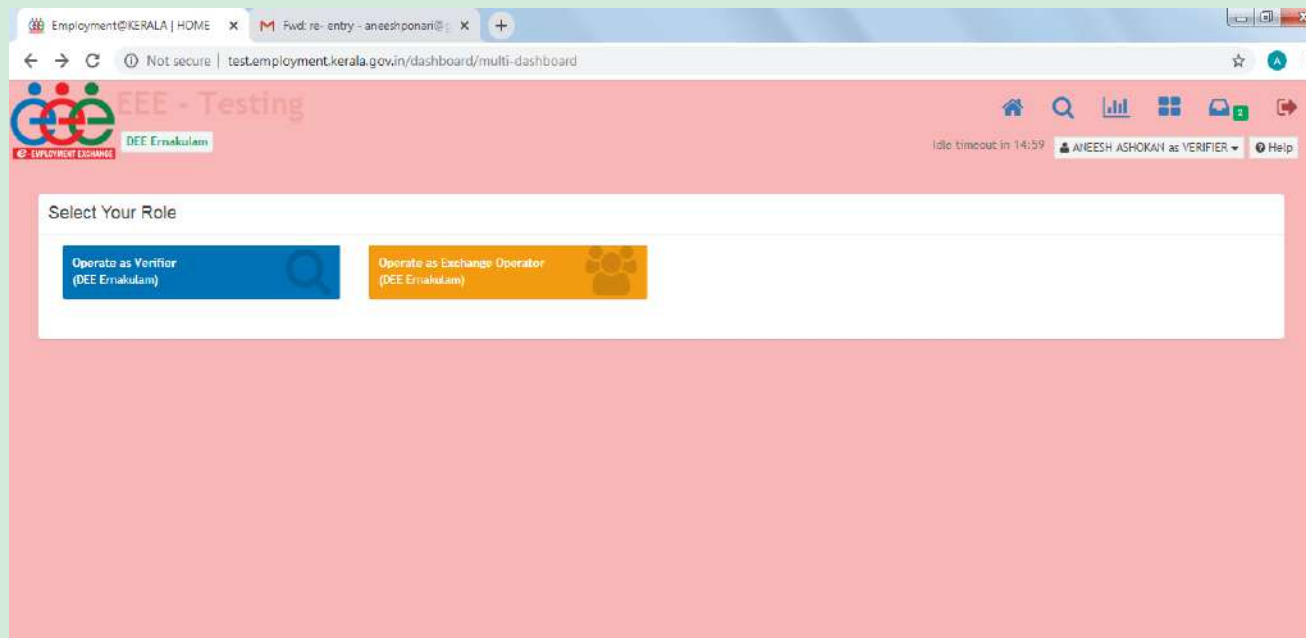 Employment@KERALA | HOME
Fwd: re- entry - aneeshponari@g
Not secure | test.employment.kerala.gov.in/dashboard/multi-dashboard
A
EEE - Testing
eee
e-EMPLOYMENT EXCHANGE
DEE Ernakulam
2
Idle timeout in 14:59
ANEESH ASHOKAN as VERIFIER
Help
Select Your Role
Operate as Verifier
(DEE Ernakulam)
Operate as Exchange Operator
(DEE Ernakulam)